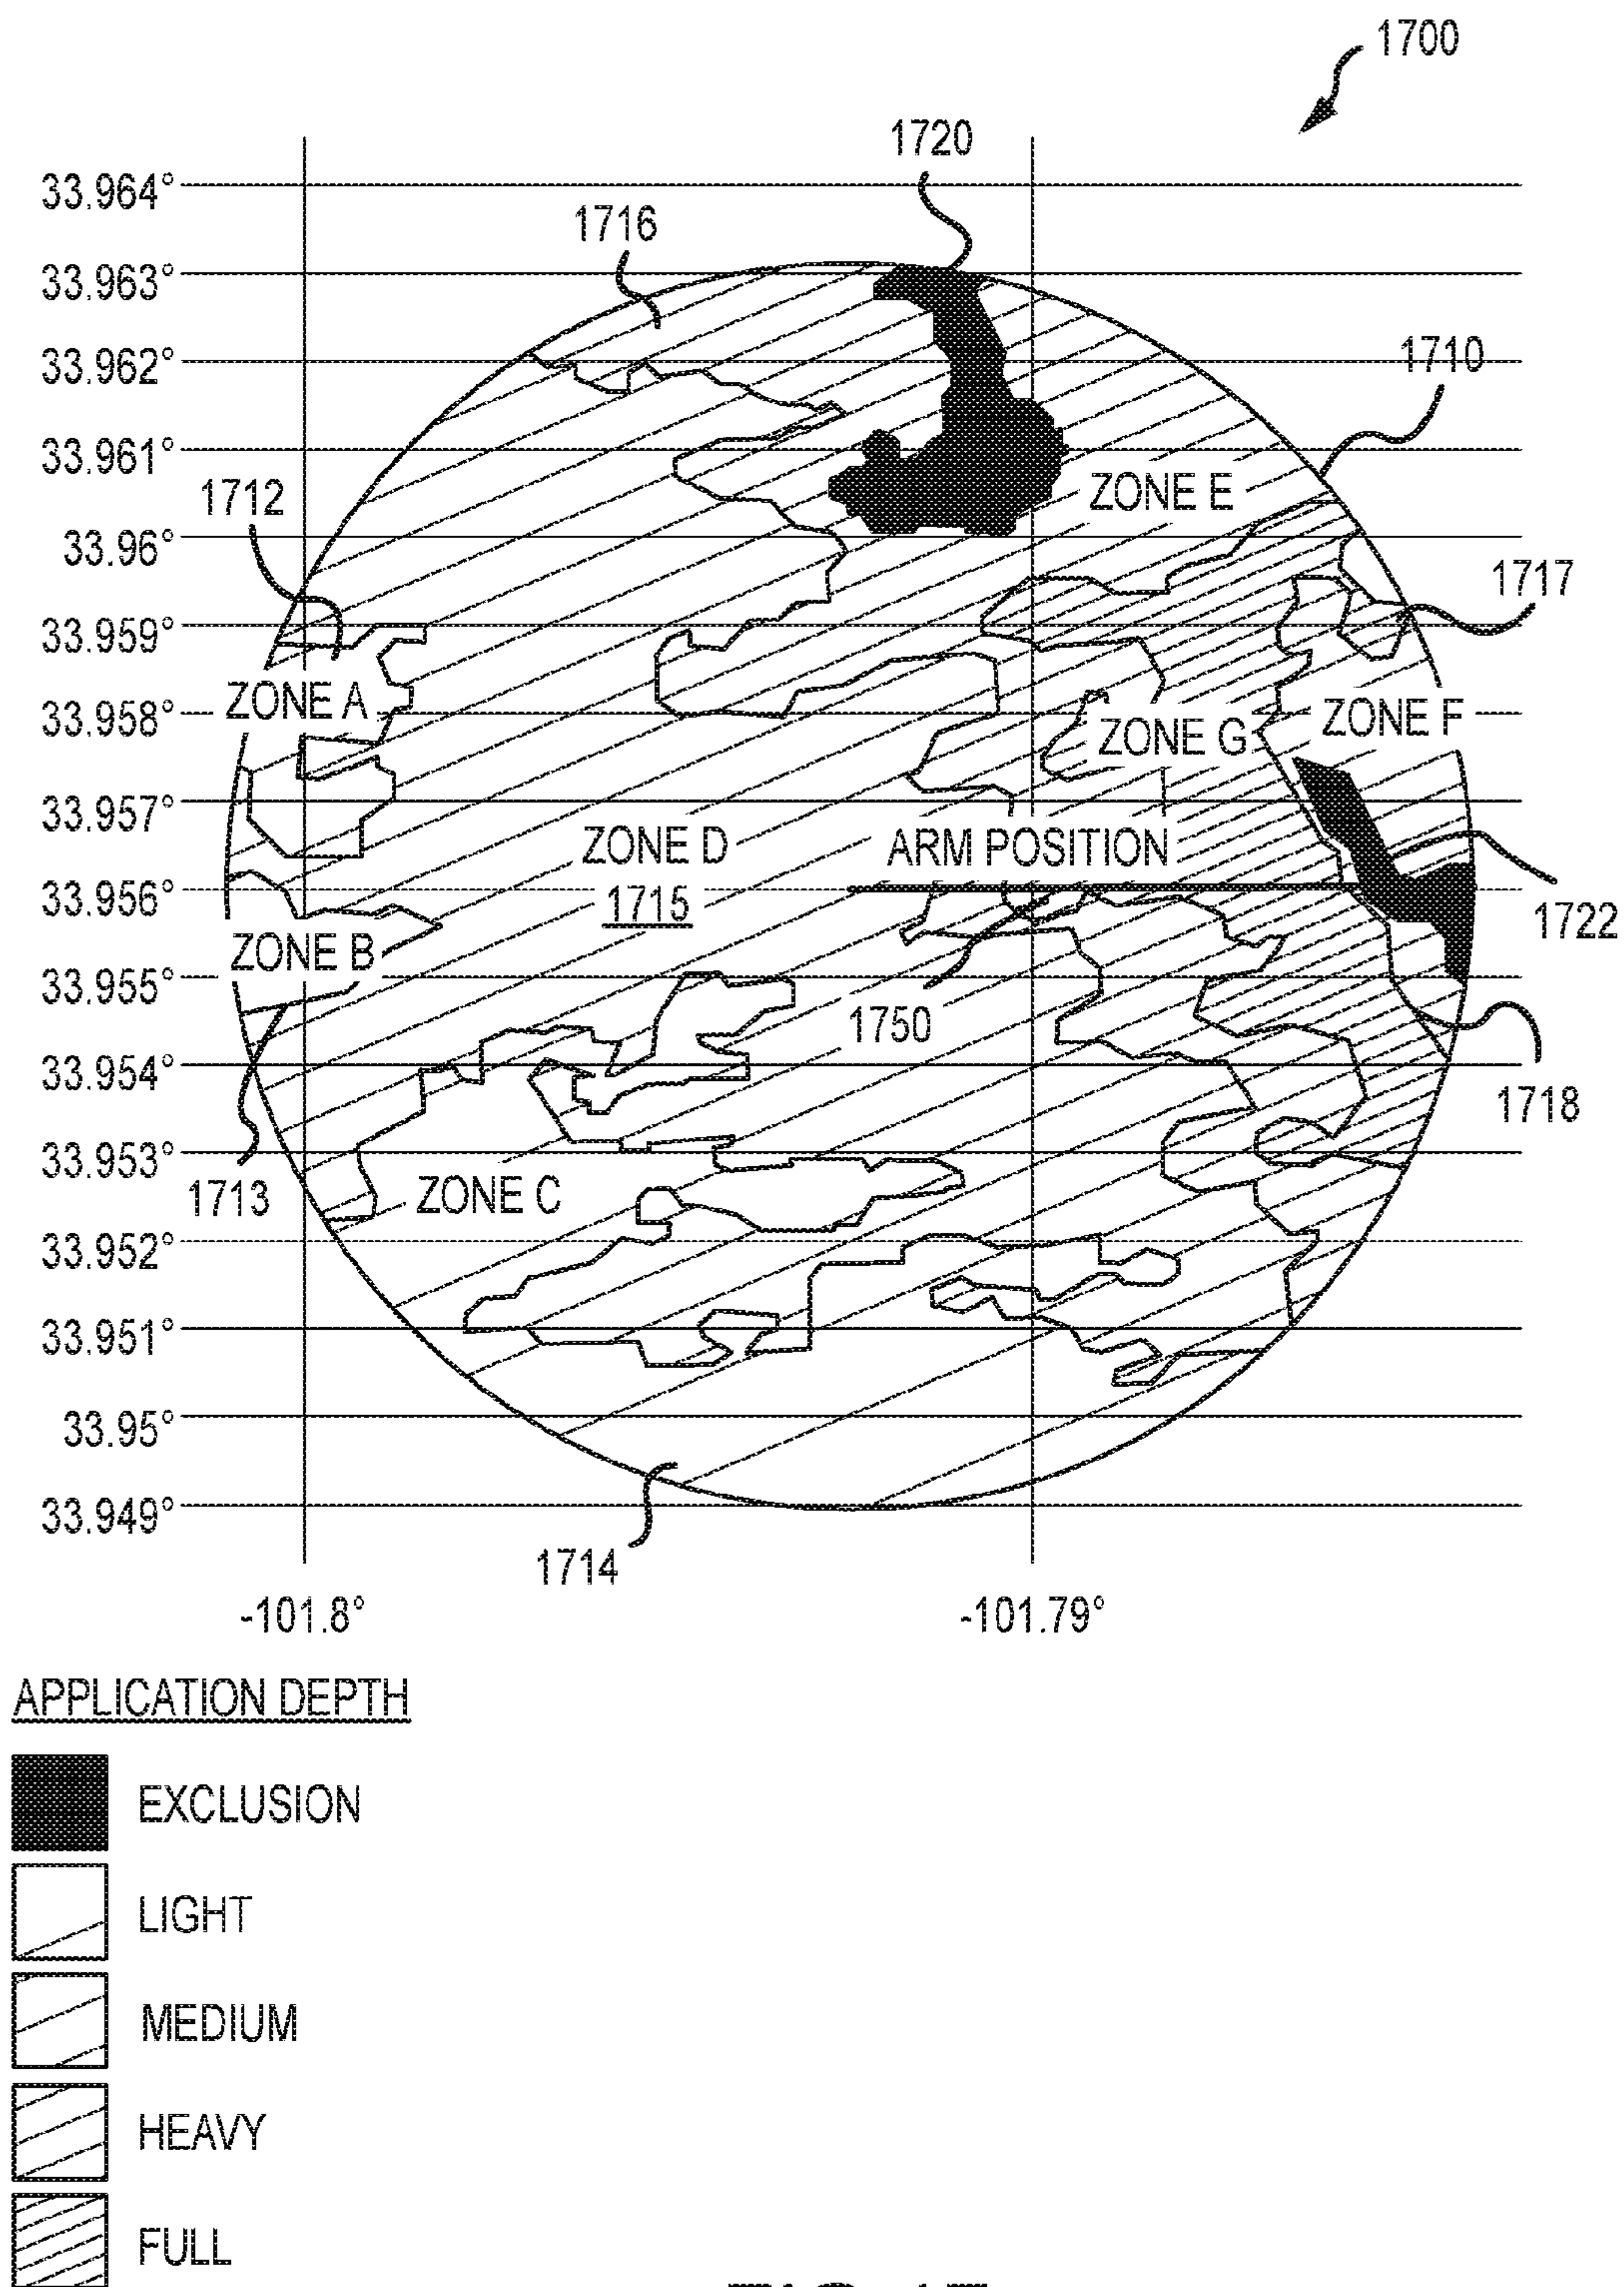 1700
1720
33.964°
1716
33.963°
1710
33.962°
33.961°
1712
ZONE E
33.96°
1717
33.959°
ZONE A
33.958°
ZONE G
ZONE F
33.957°
ZONE D
ARM POSITION
33.956°
1715
1722
ZONE B
33.955°
1750
33.954°
1718
33.953°
1713
ZONE C
33.952°
33.951°
33.95°
33.949°
1714
-101.8°
-101.79°
APPLICATION DEPTH
EXCLUSION
LIGHT
MEDIUM
HEAVY
FULL